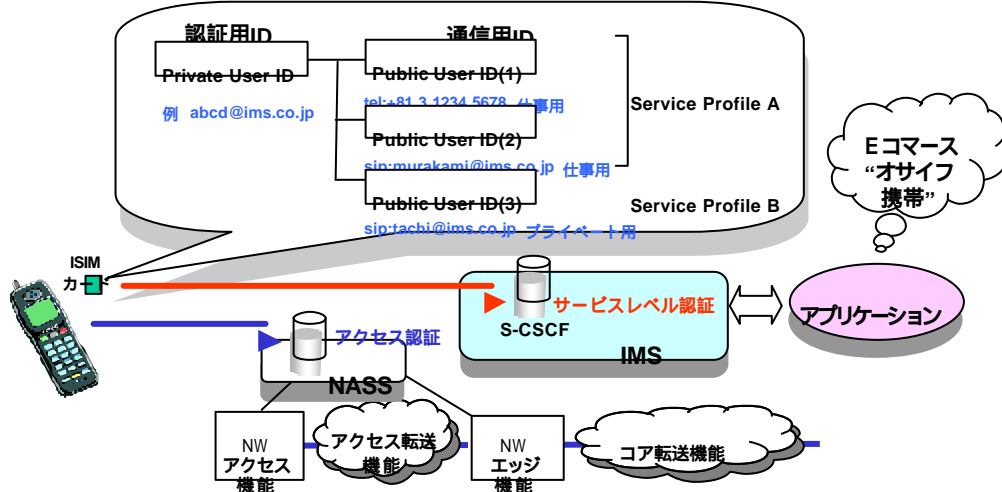 認証用ID
通信用ID
Private User ID
例 abcd@ims.co.jp
Public User ID(1)
tel:+81 3 1234 5678 仕事用
Public User ID(2)
sip:murakami@ims.co.jp 仕事用
Public User ID(3)
sip:tachi@ims.co.jp プライベート用
Service Profile A
Service Profile B
Eコマース
“オサイフ
携帯”
ISIM
カード
サービスレベル認証
S-CSCF
IMS
アプリケーション
アクセス認証
NASS
NW
アクセス
機能
アクセス転送
機能
NW
エッジ
機能
コア転送機能